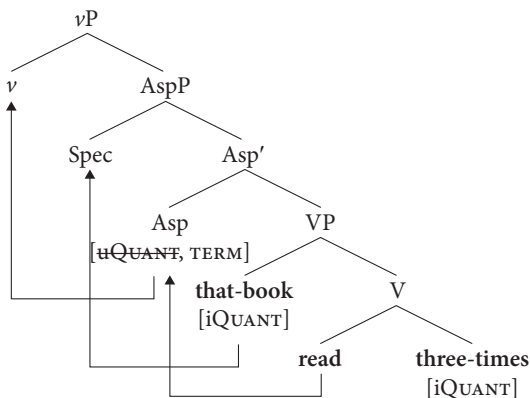 vP
v AspP
Spec Asp′
Asp VP
[uQUANT, TERM]
that-book V
[iQUANT]
read three-times
[iQUANT]